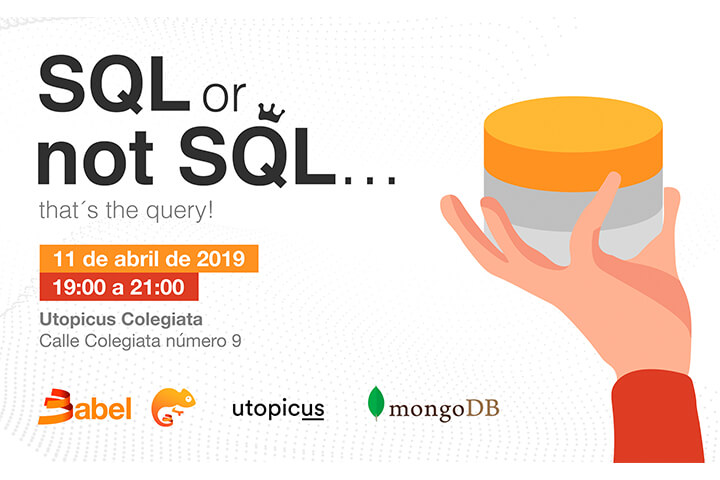 SQL or
not SQL...
that´s the query!
11 de abril de 2019
19:00 a 21:00
Utopicus Colegiata
Calle Colegiata número 9
Babel
utopicus
mongoDB